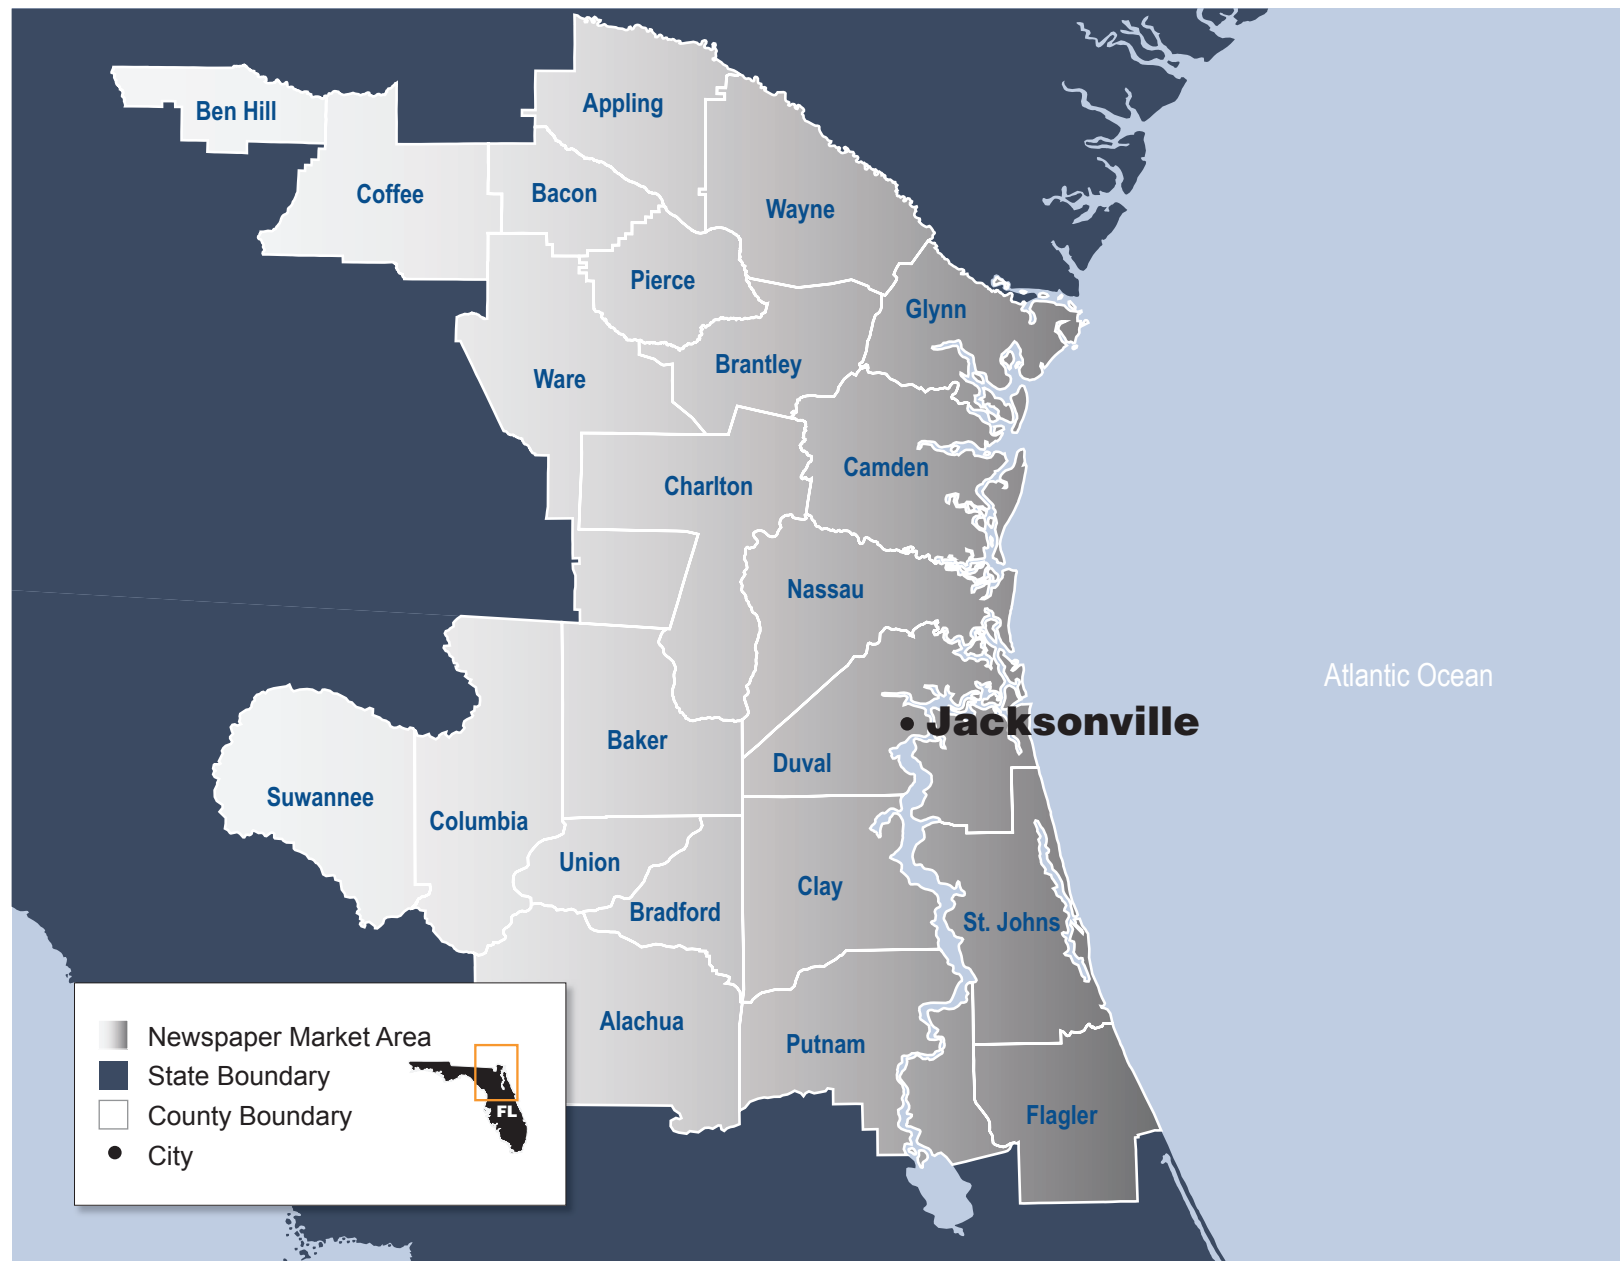 Appling
Ben Hill
Coffee
Bacon
Wayne
Pierce
Glynn
Brantley
Ware
Camden
Charlton
Nassau
Atlantic Ocean
Jacksonville
Baker
Duval
Suwannee
Columbia
Union
Clay
Bradford
St. Johns
Alachua
Putnam
Flagler
Newspaper Market Area
State Boundary
County Boundary
City
FL